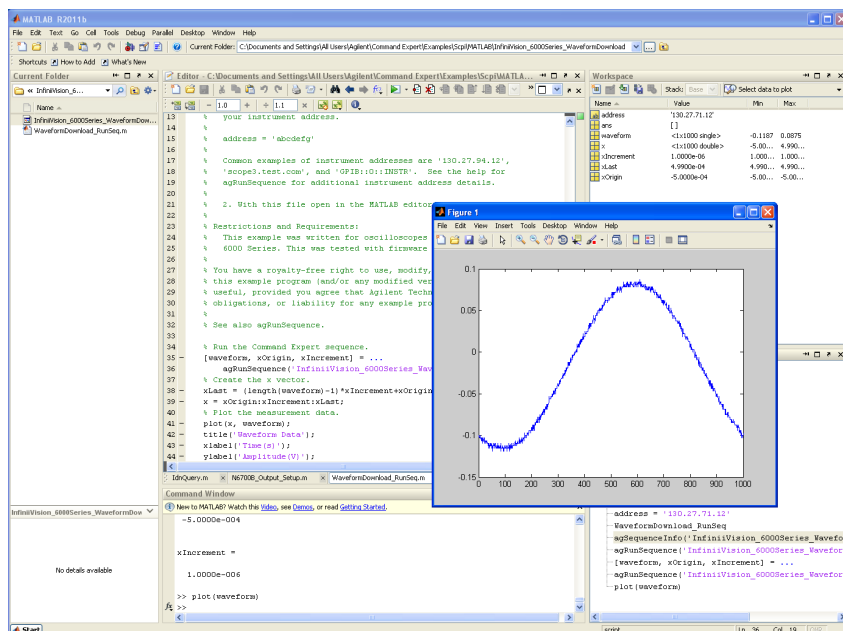 MATLAB R2011b
File Edit Text Go Cell Tools Debug Parallel Desktop Window Help
Current Folder: C:\Documents and Settings\All Users\Agilent\Command Expert\Examples\Scpi\MATLAB\InfiniiVision_6000Series_WaveformDownload
Shortcuts How to Add What's New
Current Folder
« InfiniiVision_6...
Name
InfiniiVision_6000Series_WaveformDow...
WaveformDownload_RunSeq.m
InfiniiVision_6000Series_WaveformDow
No details available
Editor - C:\Documents and Settings\All Users\Agilent\Command Expert\Examples\Scpi\MATLA...
1.0 1.1
Stack: Base
13 % your instrument address.
14 %
15 % address = 'abcdefg'
16 %
17 % Common examples of instrument addresses are '130.27.94.12',
18 % 'scope3.test.com', and 'GPIB::0::INSTR'. See the help for
19 % agRunSequence for additional instrument address details.
20 %
21 % 2. With this file open in the MATLAB editor
22 %
23 % Restrictions and Requirements:
24 % This example was written for oscilloscopes
25 % 6000 Series. This was tested with firmware
26 %
27 % You have a royalty-free right to use, modify,
28 % this example program (and/or any modified ver
29 % useful, provided you agree that Agilent Techn
30 % obligations, or liability for any example pro
31 %
32 % See also agRunSequence.
33
34 % Run the Command Expert sequence.
35 - [waveform, xOrigin, xIncrement] = ...
36 agRunSequence('InfiniiVision_6000Series_Wav
37 % Create the x vector.
38 - xLast = (length(waveform)-1)*xIncrement+xOrigin
39 - x = xOrigin:xIncrement:xLast;
40 % Plot the measurement data.
41 - plot(x, waveform);
42 - title('Waveform Data');
43 - xlabel('Time(s)');
44 - ylabel('Amplitude(V)');
IdnQuery.m × N6700B_Output_Setup.m × WaveformDownload_RunSeq.m
Command Window
New to MATLAB? Watch this Video, see Demos, or read Getting Started.
-5.0000e-004
xIncrement =
1.0000e-006
>> plot(waveform)
fx >>
Workspace
Stack: Base Select data to plot
Name Value Min Max
address '130.27.71.12'
ans []
waveform <1x1000 single> -0.1187 0.0875
x <1x1000 double> -5.00... 4.990...
xIncrement 1.0000e-06 1.000... 1.000...
xLast 4.9900e-04 4.990... 4.990...
xOrigin -5.0000e-04 -5.00... -5.00...
Figure 1
File Edit View Insert Tools Desktop Window Help
0.1
0.05
0
-0.05
-0.1
-0.15
0 100 200 300 400 500 600 700 800 900 1000
address = '130.27.71.12'
WaveformDownload_RunSeq
agSequenceInfo('InfiniiVision_6000Series_Wavefo
agRunSequence('InfiniiVision_6000Series_Wavefor
[waveform, xOrigin, xIncrement] = ...
agRunSequence('InfiniiVision_6000Series_Wavefor
plot(waveform)
Start
script Ln 36 Col 19 OVR